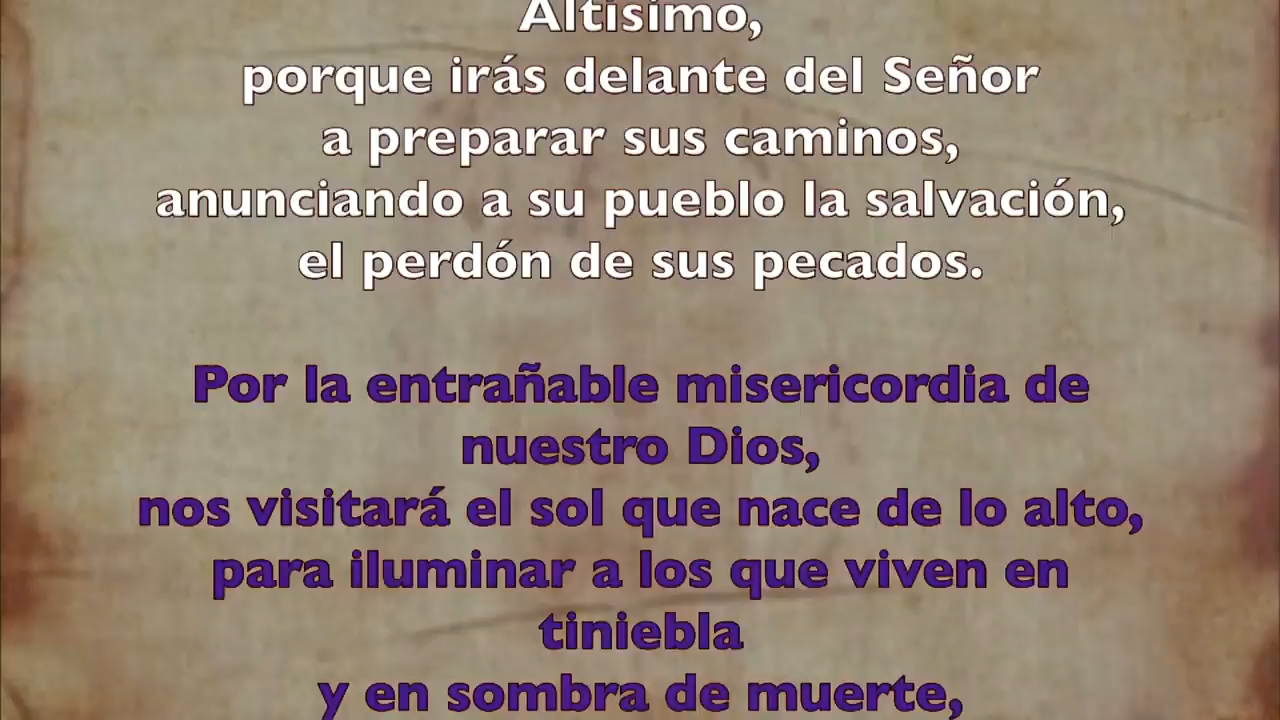 Altísimo,
porque irás delante del Señor
a preparar sus caminos,
anunciando a su pueblo la salvación,
el perdón de sus pecados.
Por la entrañable misericordia de
nuestro Dios,
nos visitará el sol que nace de lo alto,
para iluminar a los que viven en
tiniebla
y en sombra de muerte,